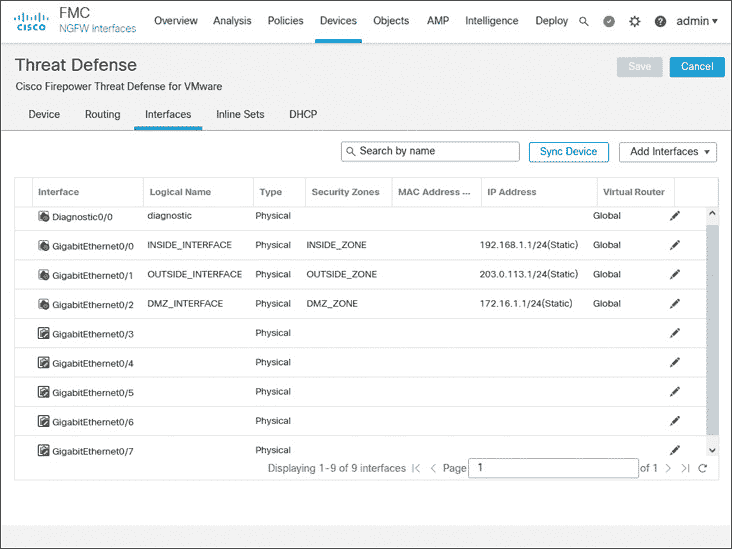 CISCO
FMC
NGFW Interfaces
Overview Analysis Policies Devices Objects AMP Intelligence Deploy admin
Threat Defense
Save Cancel
Cisco Firepower Threat Defense for VMware
Device Routing Interfaces Inline Sets DHCP
Search by name Sync Device Add Interfaces
Interface Logical Name Type Security Zones MAC Address ... IP Address Virtual Router
Diagnostic0/0 diagnostic Physical Global
GigabitEthernet0/0 INSIDE_INTERFACE Physical INSIDE_ZONE 192.168.1.1/24(Static) Global
GigabitEthernet0/1 OUTSIDE_INTERFACE Physical OUTSIDE_ZONE 203.0.113.1/24(Static) Global
GigabitEthernet0/2 DMZ_INTERFACE Physical DMZ_ZONE 172.16.1.1/24(Static) Global
GigabitEthernet0/3 Physical
GigabitEthernet0/4 Physical
GigabitEthernet0/5 Physical
GigabitEthernet0/6 Physical
GigabitEthernet0/7 Physical
Displaying 1-9 of 9 interfaces Page 1 of 1